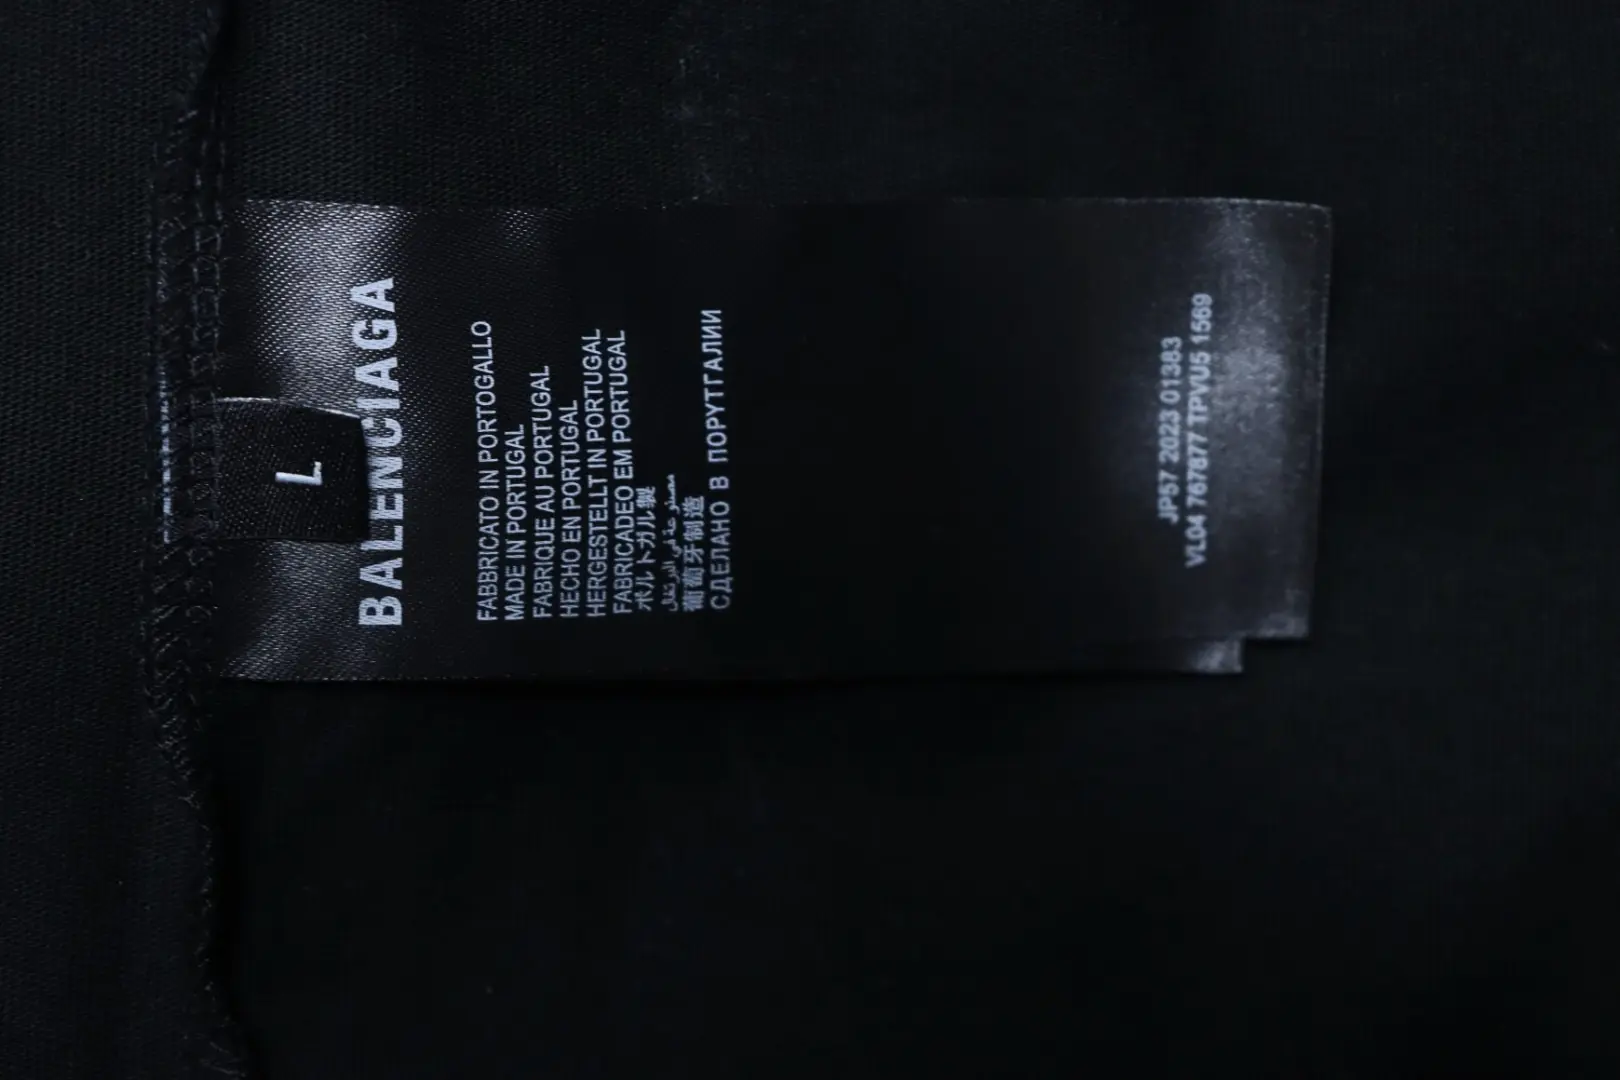 L
BALENCIAGA
FABBRICATO IN PORTOGALLO
MADE IN PORTUGAL
FABRIQUE AU PORTUGAL
HECHO EN PORTUGAL
HERGESTELLT IN PORTUGAL
FABRICADEO EM PORTUGAL
ポルトガル製
葡萄牙制造
СДЕЛАНО В ПОРУТГАЛИИ
JP57 2023 01383
VL04 767877 TPVU5 1569